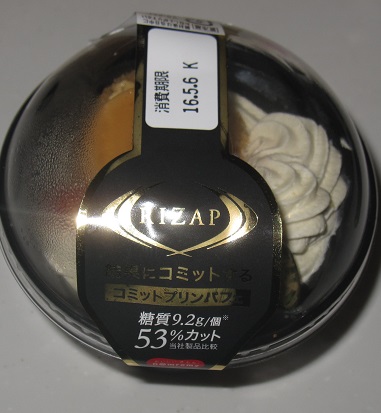 消費期限
16.5.6 K
RIZAP
結果にコミットする
コミットプリンパフェ
糖質9.2g/個※
53%カット
当社製品比較